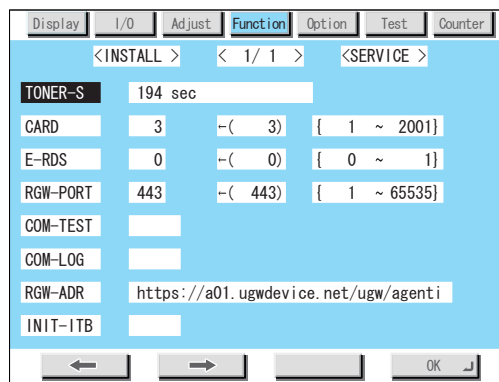 Display I/O Adjust Function Option Test Counter
<INSTALL > < 1/ 1 > <SERVICE >
TONER-S 194 sec
CARD 3 ←( 3) { 1 ~ 2001}
E-RDS 0 ←( 0) { 0 ~ 1}
RGW-PORT 443 ←( 443) { 1 ~ 65535}
COM-TEST
COM-LOG
RGW-ADR https://a01.ugwdevice.net/ugw/agenti
INIT-ITB
OK